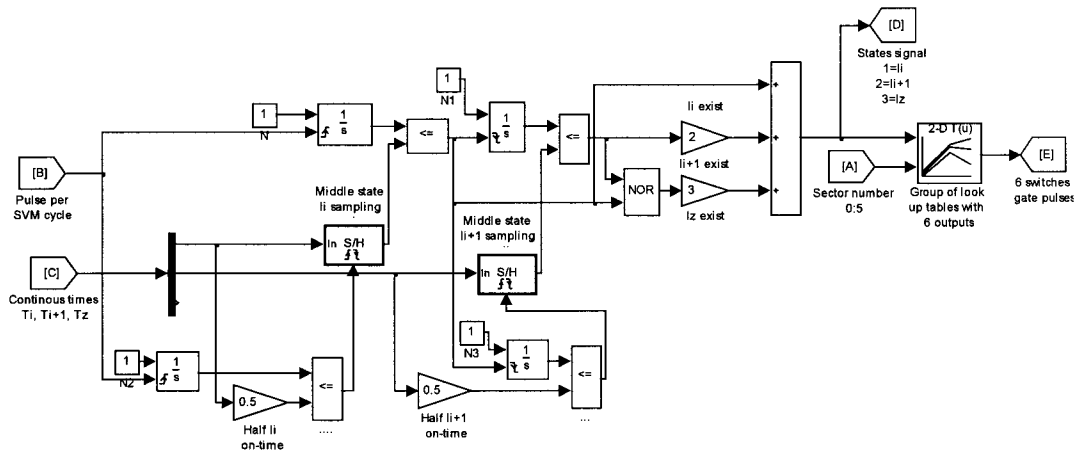 [D]
States signal
1=Ii
2=Ii+1
3=Iz
1
N1
1
N
1
s
1
s
<=
<=
Ii exist
2
Ii+1 exist
NOR
3
Iz exist
+
+
+
2-D T(u)
[A]
Sector number
0:5
Group of look
up tables with
6 outputs
[E]
6 switches
gate pulses
[B]
Pulse per
SVM cycle
Middle state
Ii sampling
..
In S/H
Middle state
Ii+1 sampling
..
In S/H
[C]
Continous times
Ti, Ti+1, Tz
1
N2
1
s
0.5
Half Ii
on-time
<=
....
1
N3
1
s
0.5
Half Ii+1
on-time
<=
...